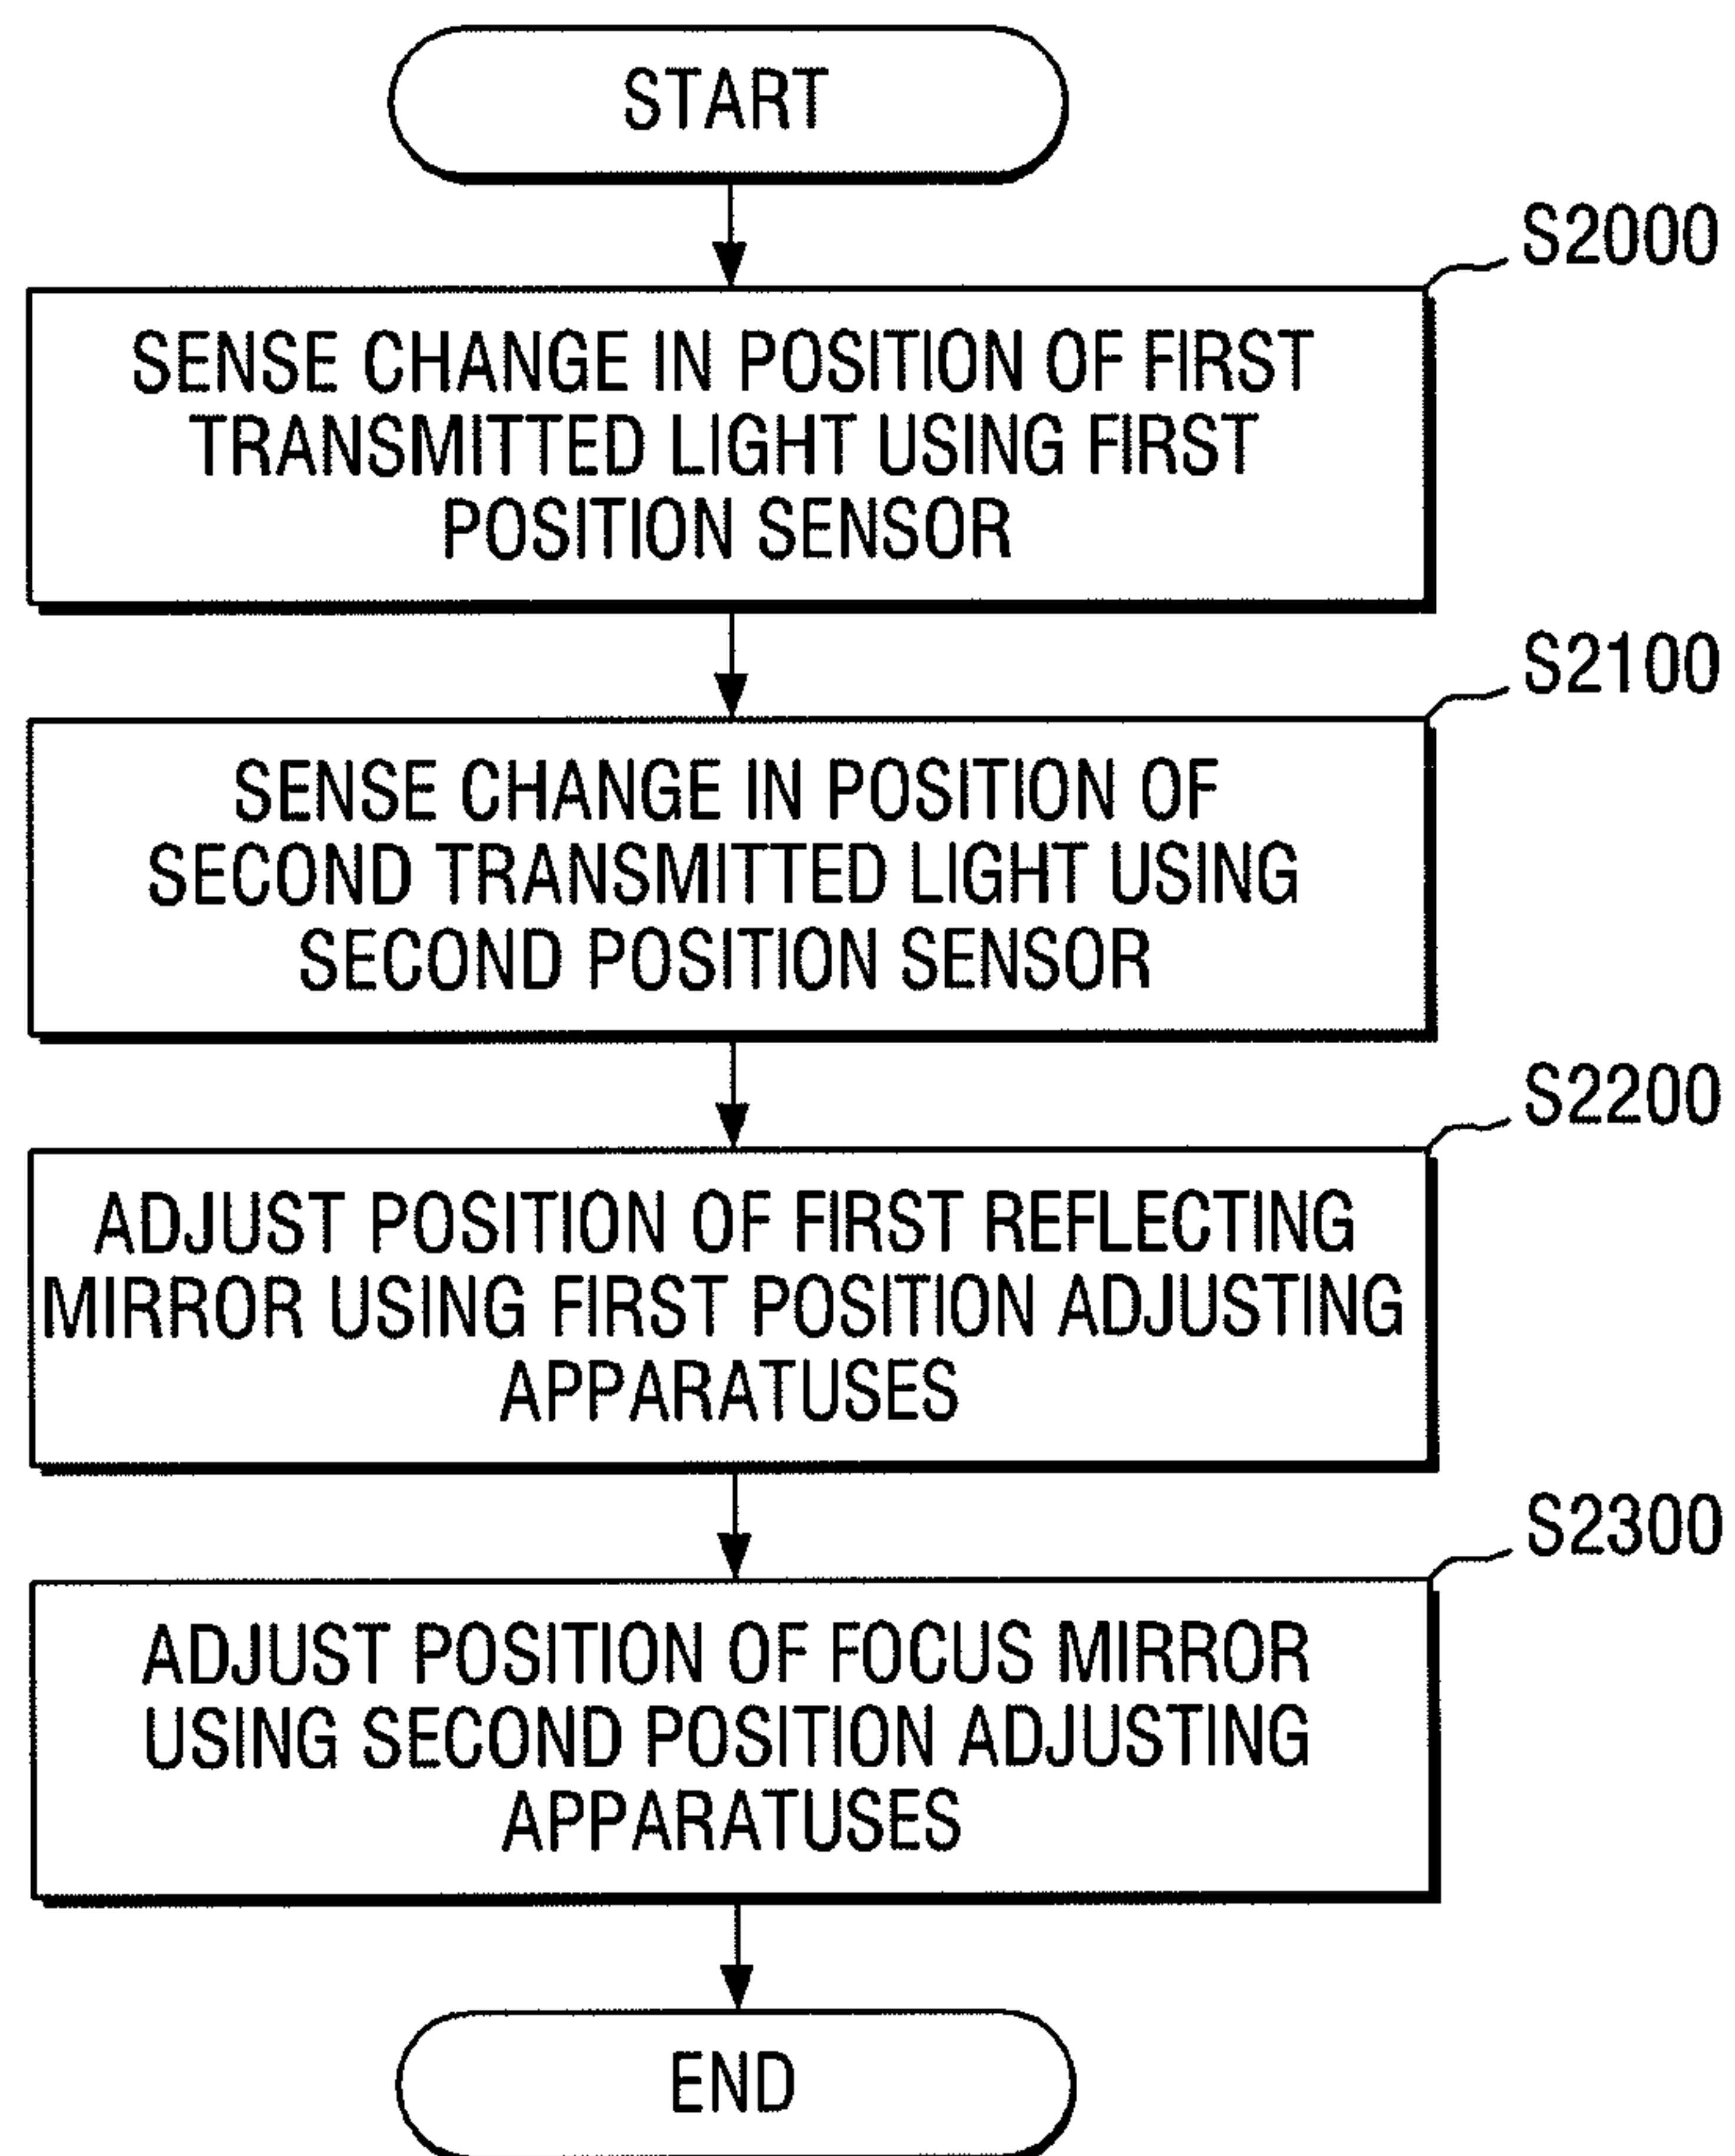 START
S2000
SENSE CHANGE IN POSITION OF FIRST
TRANSMITTED LIGHT USING FIRST
POSITION SENSOR
S2100
SENSE CHANGE IN POSITION OF
SECOND TRANSMITTED LIGHT USING
SECOND POSITION SENSOR
S2200
ADJUST POSITION OF FIRST REFLECTING
MIRROR USING FIRST POSITION ADJUSTING
APPARATUSES
S2300
ADJUST POSITION OF FOCUS MIRROR
USING SECOND POSITION ADJUSTING
APPARATUSES
END